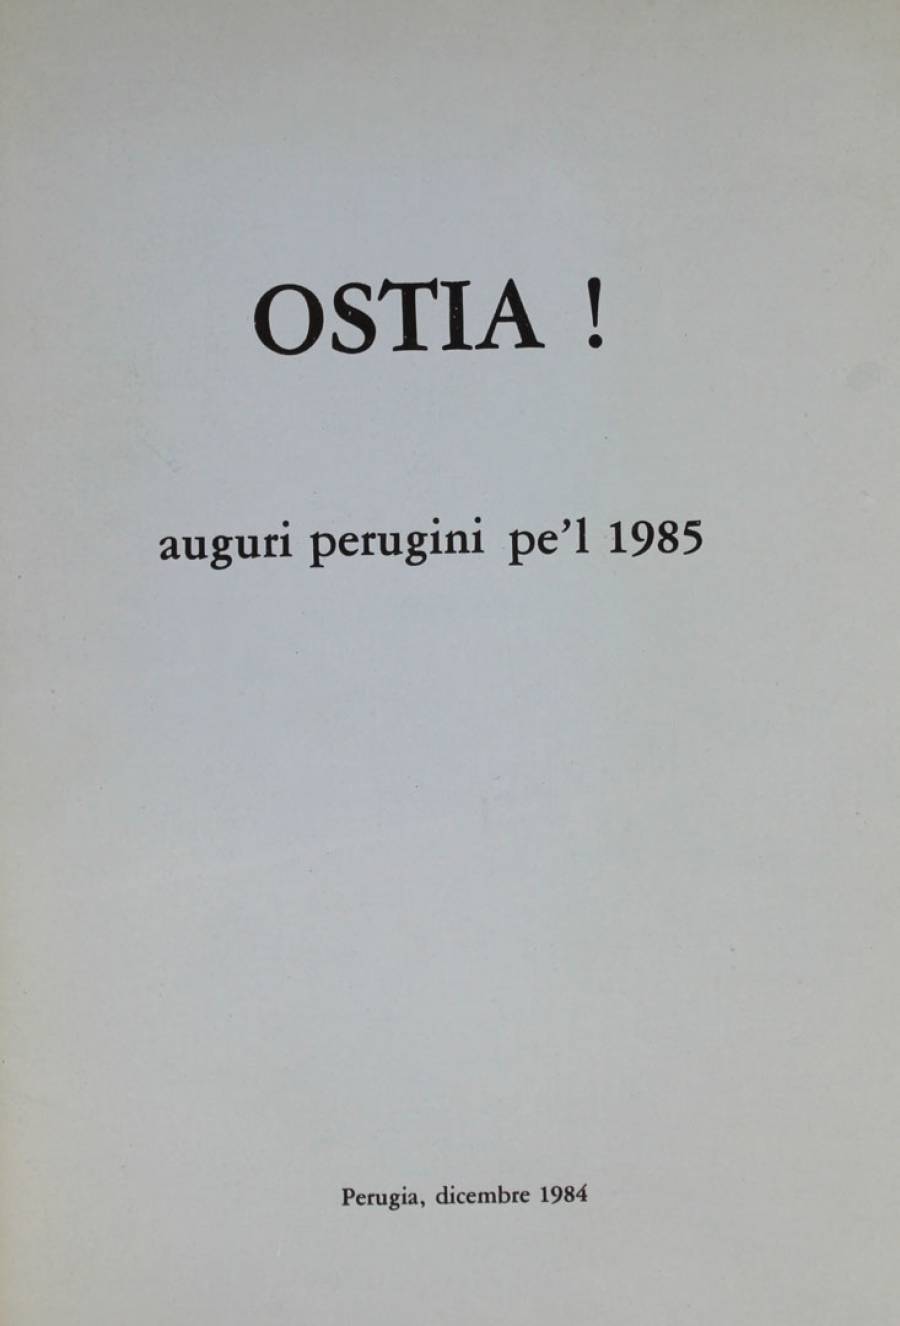 OSTIA !
auguri perugini pe'l 1985
Perugia, dicembre 1984